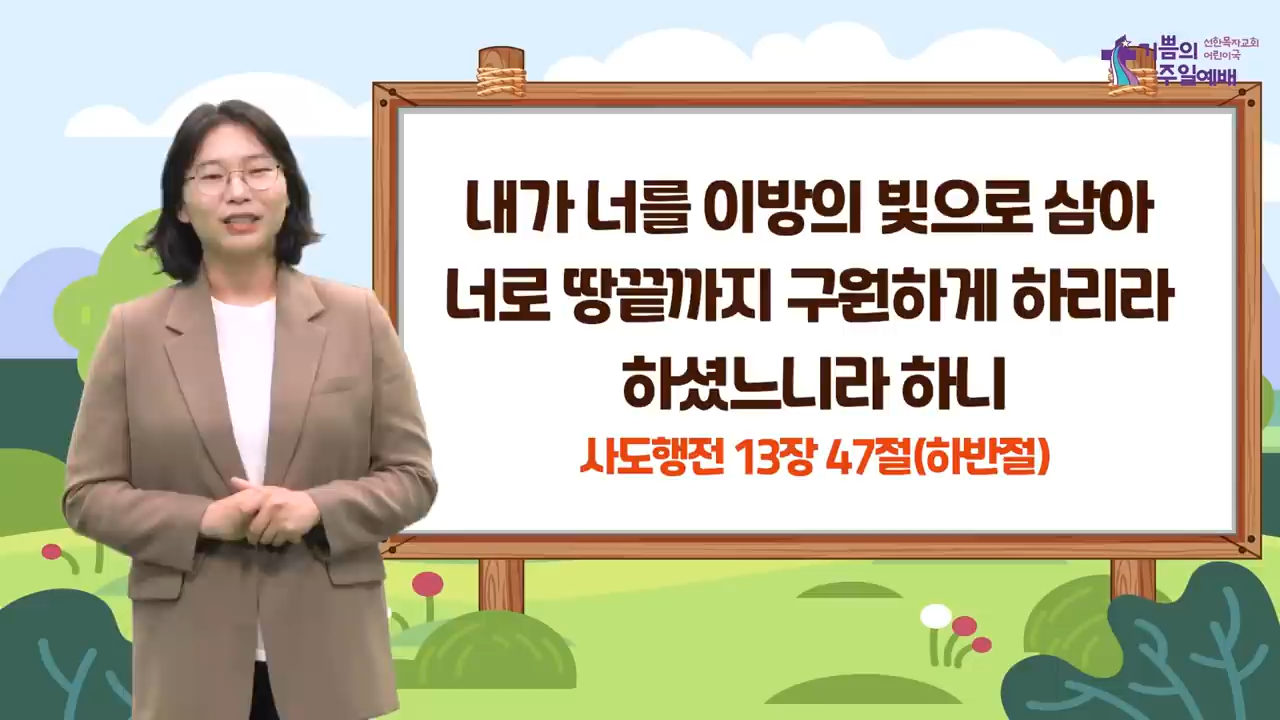 기쁨의
주일예배
선한목자교회
어린이국
내가 너를 이방의 빛으로 삼아
너로 땅끝까지 구원하게 하리라
하셨느니라 하니
사도행전 13장 47절(하반절)